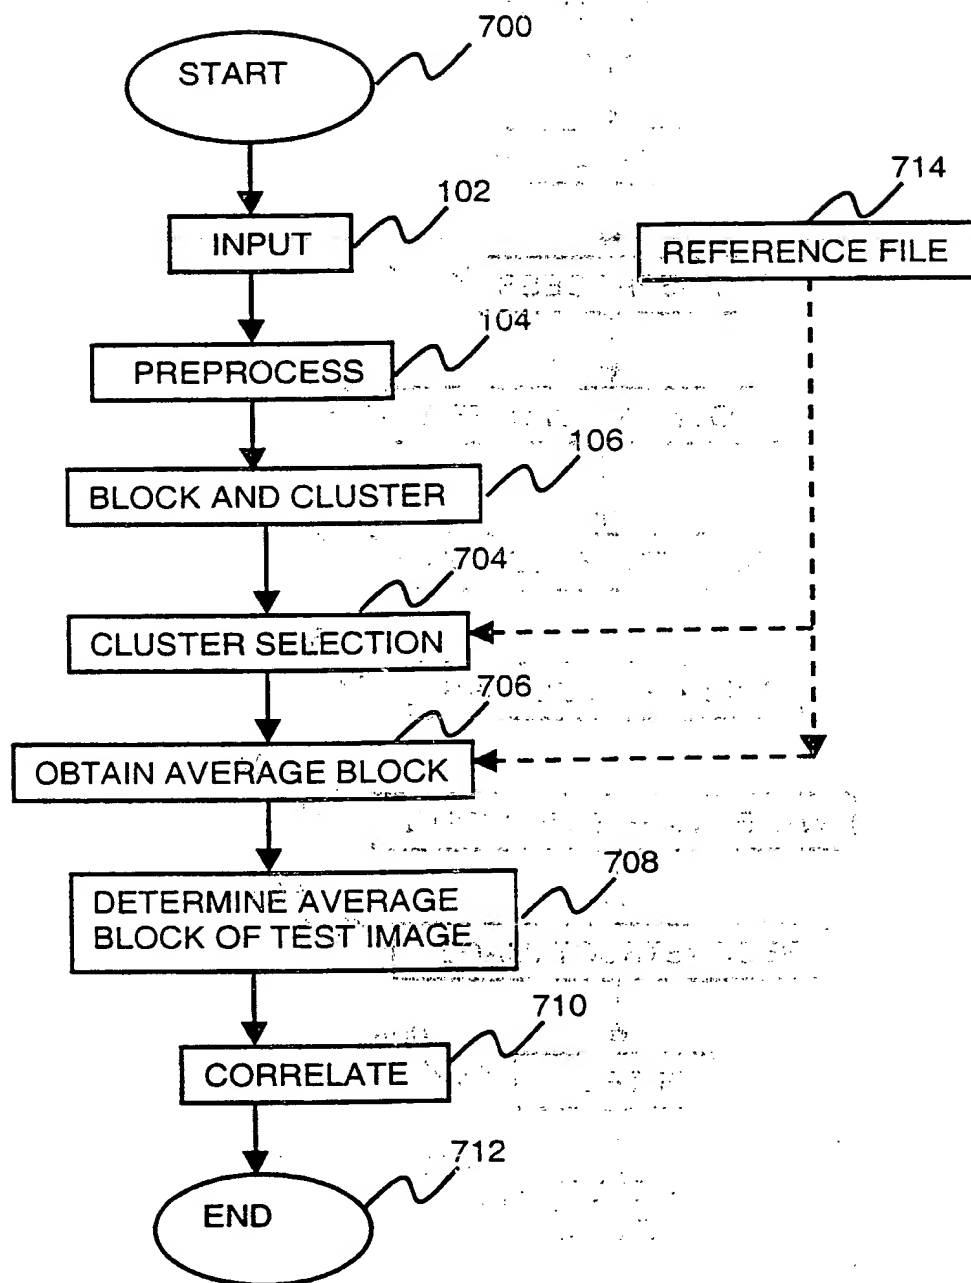 700
START
102
INPUT
714
REFERENCE FILE
104
PREPROCESS
106
BLOCK AND CLUSTER
704
CLUSTER SELECTION
706
OBTAIN AVERAGE BLOCK
708
DETERMINE AVERAGE
BLOCK OF TEST IMAGE
710
CORRELATE
712
END